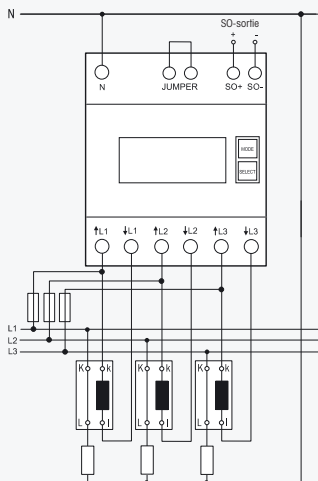 N
SO-sortie
+ -
N JUMPER SO+ SO-
MODE
SELECT
↑L1 ↓L1 ↑L2 ↓L2 ↑L3 ↓L3
L1
L2
L3
K k K k K k
L l L l L l